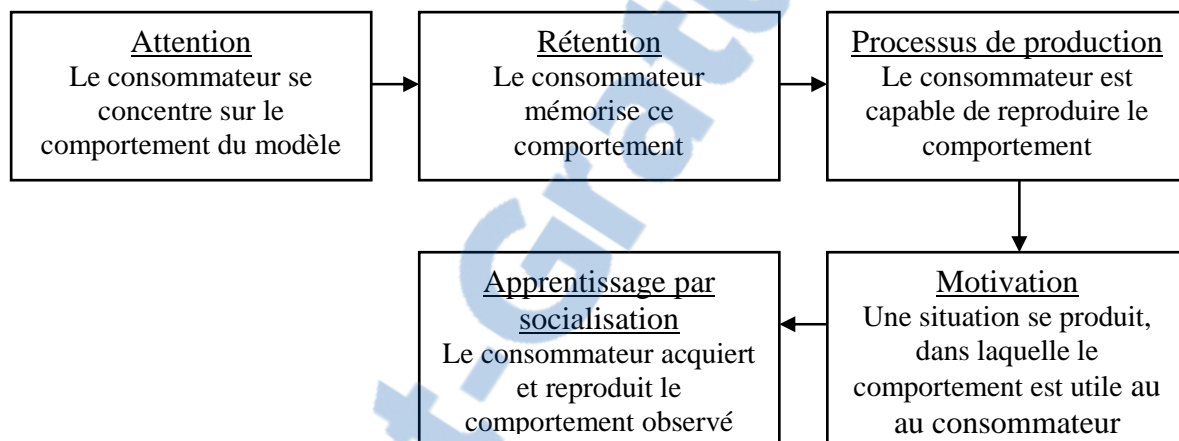 Attention
Le consommateur se
concentre sur le
comportement du modèle
Rétention
Le consommateur
mémorise ce
comportement
Processus de production
Le consommateur est
capable de reproduire le
comportement
Motivation
Une situation se produit,
dans laquelle le
comportement est utile au
au consommateur
Apprentissage par
socialisation
Le consommateur acquiert
et reproduit le
comportement observé